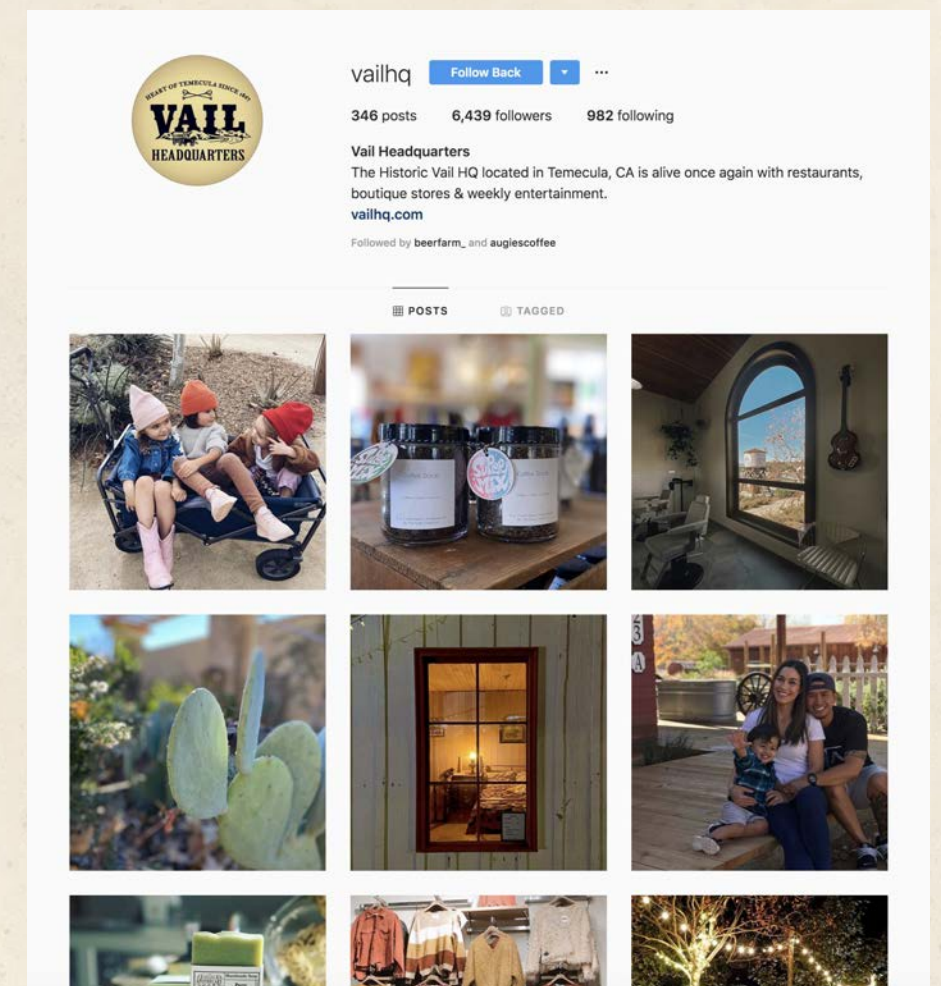 HEART OF TEMECULA SINCE 1867
VAIL
HEADQUARTERS
vailhq Follow Back ...
346 posts 6,439 followers 982 following
Vail Headquarters
The Historic Vail HQ located in Temecula, CA is alive once again with restaurants,
boutique stores & weekly entertainment.
vailhq.com
Followed by beerfarm_ and augiescoffee
POSTS TAGGED
23
A